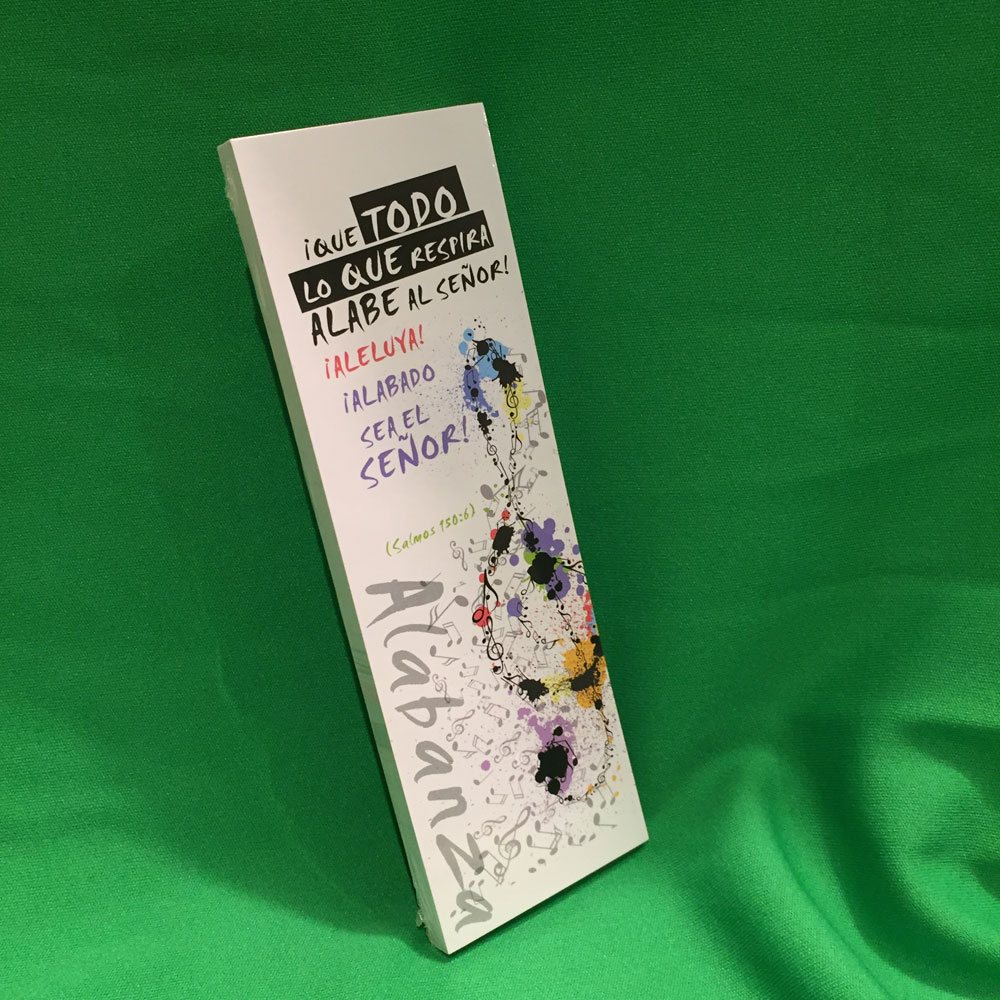 ¡QUE TODO
LO QUE RESPIRA
ALABE AL SEÑOR!
¡ALELUYA!
¡ALABADO
SEA EL
SEÑOR!
(Salmos 150:6)
Alabanza